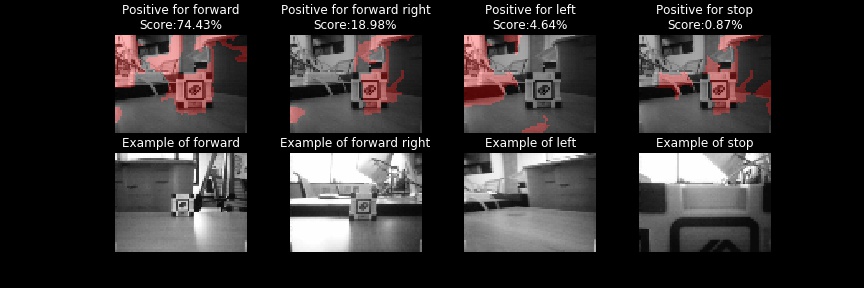 Positive for forward
Score:74.43%
Positive for forward right
Score:18.98%
Positive for left
Score:4.64%
Positive for stop
Score:0.87%
Example of forward
Example of forward right
Example of left
Example of stop